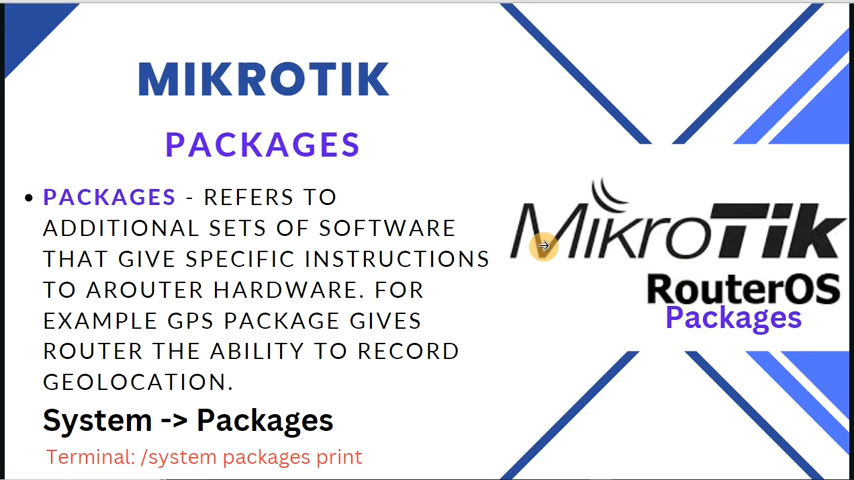 MIKROTIK
PACKAGES
• PACKAGES - REFERS TO
ADDITIONAL SETS OF SOFTWARE
THAT GIVE SPECIFIC INSTRUCTIONS
TO AROUTER HARDWARE. FOR
EXAMPLE GPS PACKAGE GIVES
ROUTER THE ABILITY TO RECORD
GEOLOCATION.
System -> Packages
Terminal: /system packages print
MikroTik
RouterOS
Packages